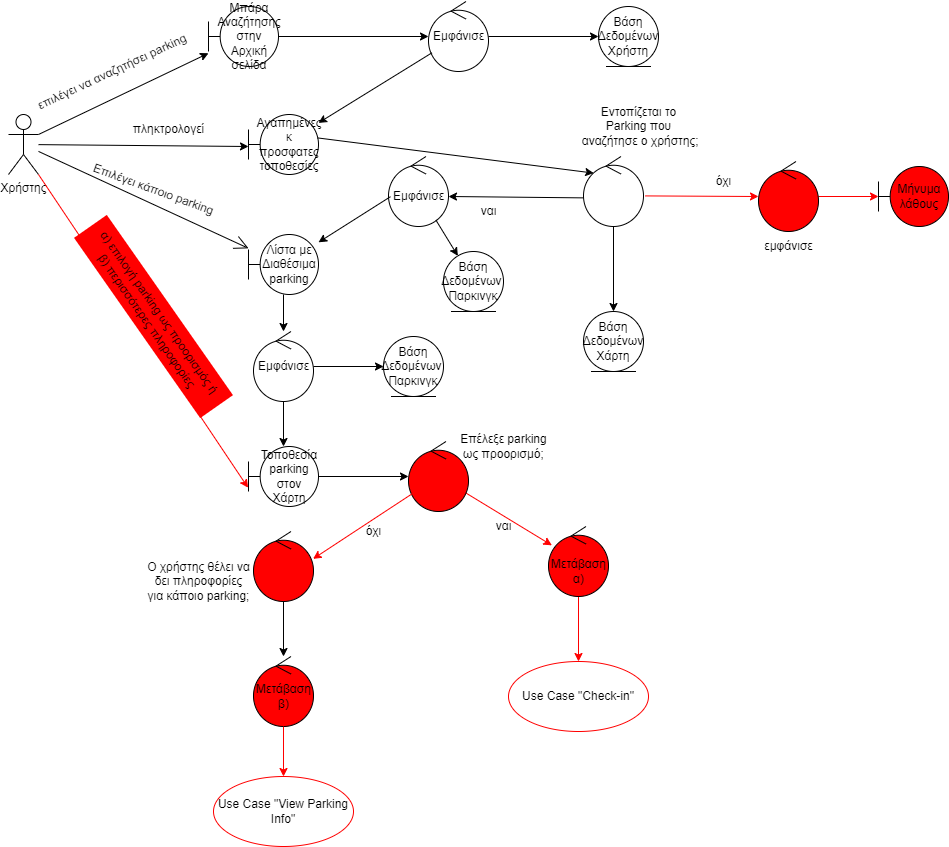 Μπάρα
Αναζήτησης
στην
Αρχική
σελίδα
Εμφάνισε
Βάση
Δεδομένων
Χρήστη
επιλέγει να αναζητήσει parking
πληκτρολογεί
Αγαπημένες
κ
προσφατες
τοποθεσίες
Εντοπίζεται το
Parking που
αναζήτησε ο χρήστης;
Χρήστης
Επιλέγει κάποιο parking
Εμφάνισε
ναι
όχι
εμφάνισε
Μήνυμα
λάθους
α) επιλογή parking ως προορισμός ή
β) περισσότερες πληροφορίες
Λίστα με
Διαθέσιμα
parking
Βάση
Δεδομένων
Παρκινγκ
Βάση
Δεδομένων
Χάρτη
Εμφάνισε
Βάση
Δεδομένων
Παρκινγκ
Τοποθεσία
parking
στον
Χάρτη
Επέλεξε parking
ως προορισμό;
όχι
ναι
Ο χρήστης θέλει να
δει πληροφορίες
για κάποιο parking;
Μετάβαση
α)
Μετάβαση
β)
Use Case "Check-in"
Use Case "View Parking
Info"